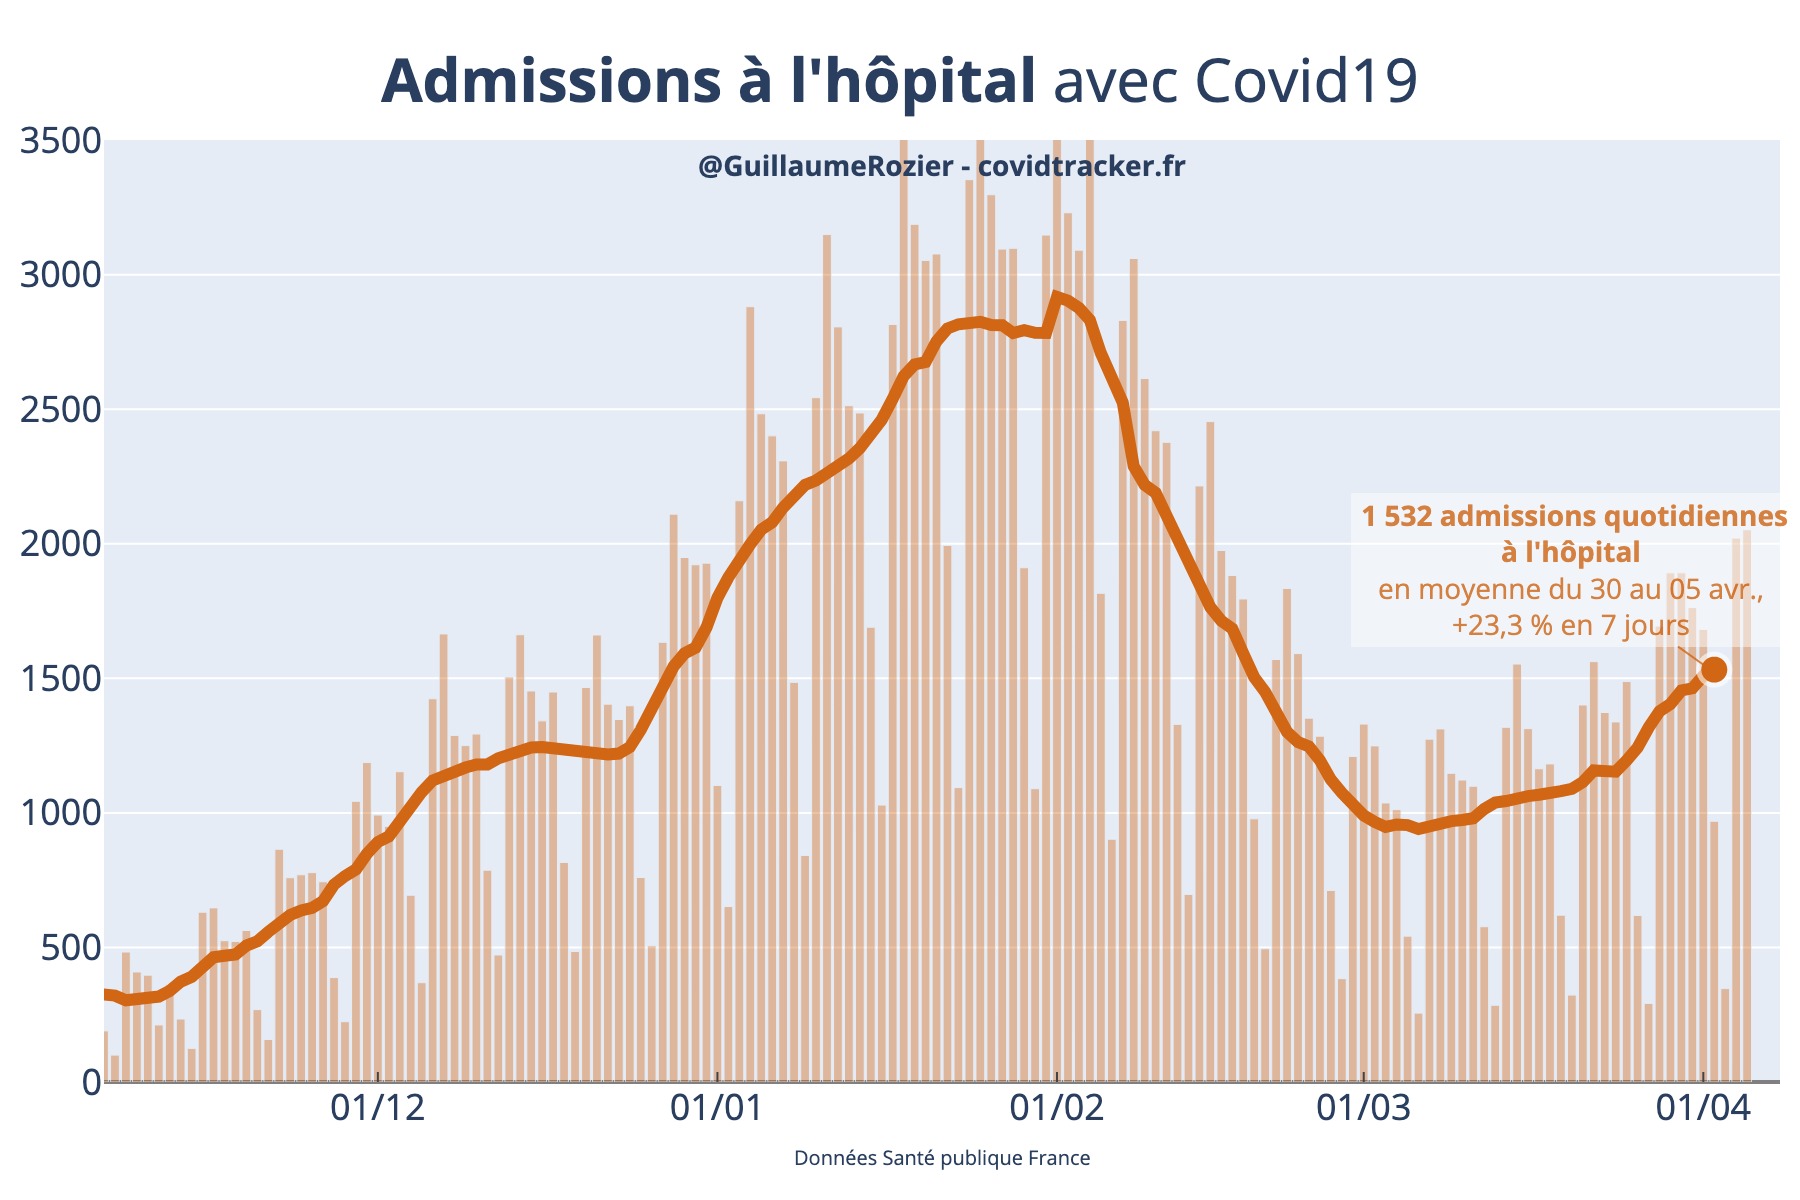 Admissions à l'hôpital avec Covid19
3500
@GuillaumeRozier - covidtracker.fr
3000
2500
1 532 admissions quotidiennes
2000
à l'hôpital
en moyenne du 30 au 05 avr.,
+23,3 % en 7 jours
1500
1000
500
0
01/12 01/01 01/02 01/03 01/04
Données Santé publique France